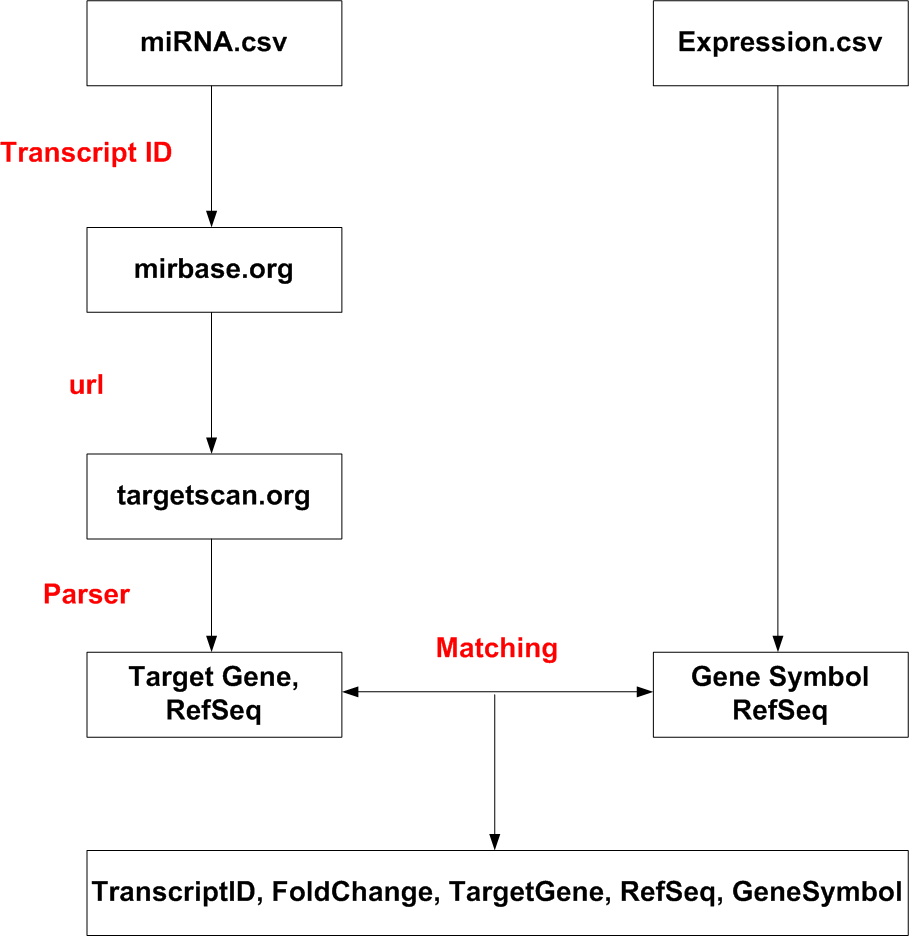 miRNA.csv
Expression.csv
Transcript ID
mirbase.org
url
targetscan.org
Parser
Matching
Target Gene,
RefSeq
Gene Symbol
RefSeq
TranscriptID, FoldChange, TargetGene, RefSeq, GeneSymbol